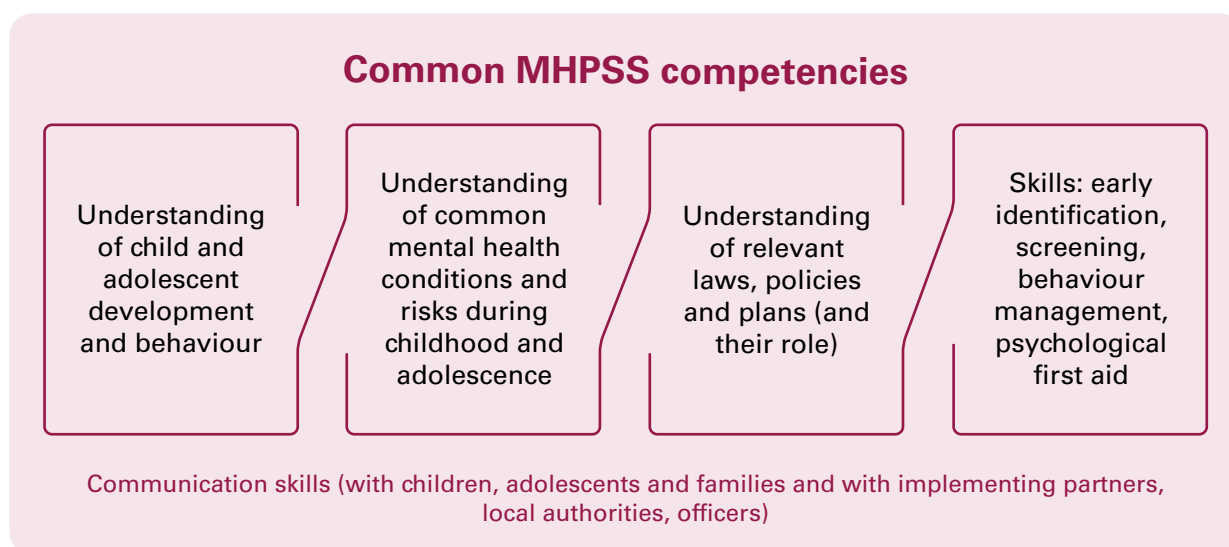 Common MHPSS competencies
Understanding
of child and
adolescent
development
and behaviour
Understanding
of common
mental health
conditions and
risks during
childhood and
adolescence
Understanding
of relevant
laws, policies
and plans (and
their role)
Skills: early
identification,
screening,
behaviour
management,
psychological
first aid
Communication skills (with children, adolescents and families and with implementing partners,
local authorities, officers)